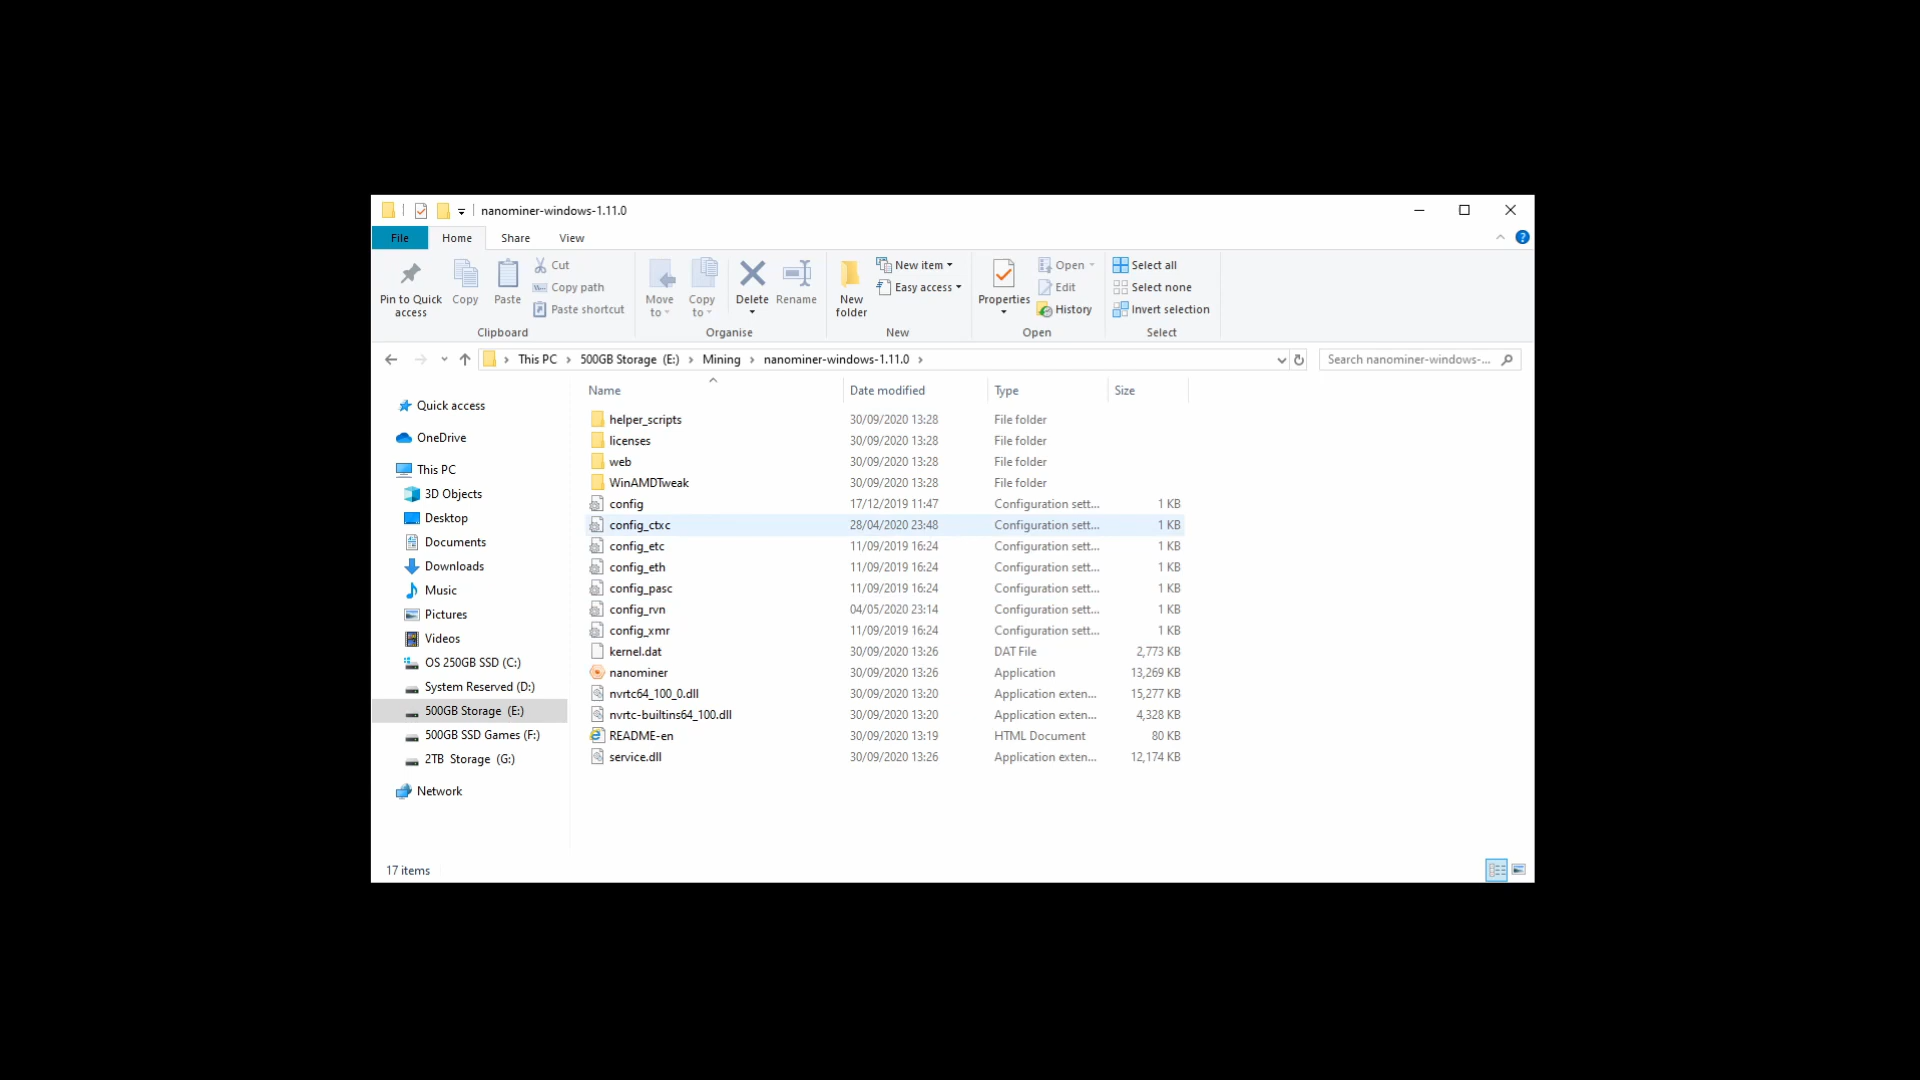 nanominer-windows-1.11.0
File Home Share View
Pin to Quick access
Copy
Paste
Cut
Copy path
Paste shortcut
Clipboard
Move to
Copy to
Delete
Rename
Organise
New folder
New item
Easy access
New
Properties
Open
Edit
History
Open
Select all
Select none
Invert selection
Select
This PC > 500GB Storage (E:) > Mining > nanominer-windows-1.11.0 >
Search nanominer-windows-...
Quick access
OneDrive
This PC
3D Objects
Desktop
Documents
Downloads
Music
Pictures
Videos
OS 250GB SSD (C:)
System Reserved (D:)
500GB Storage (E:)
500GB SSD Games (F:)
2TB Storage (G:)
Network
Name Date modified Type Size
helper_scripts 30/09/2020 13:28 File folder
licenses 30/09/2020 13:28 File folder
web 30/09/2020 13:28 File folder
WinAMDTweak 30/09/2020 13:28 File folder
config 17/12/2019 11:47 Configuration sett... 1 KB
config_ctxc 28/04/2020 23:48 Configuration sett... 1 KB
config_etc 11/09/2019 16:24 Configuration sett... 1 KB
config_eth 11/09/2019 16:24 Configuration sett... 1 KB
config_pasc 11/09/2019 16:24 Configuration sett... 1 KB
config_rvn 04/05/2020 23:14 Configuration sett... 1 KB
config_xmr 11/09/2019 16:24 Configuration sett... 1 KB
kernel.dat 30/09/2020 13:26 DAT File 2,773 KB
nanominer 30/09/2020 13:26 Application 13,269 KB
nvrtc64_100_0.dll 30/09/2020 13:20 Application exten... 15,277 KB
nvrtc-builtins64_100.dll 30/09/2020 13:20 Application exten... 4,328 KB
README-en 30/09/2020 13:19 HTML Document 80 KB
service.dll 30/09/2020 13:26 Application exten... 12,174 KB
17 items